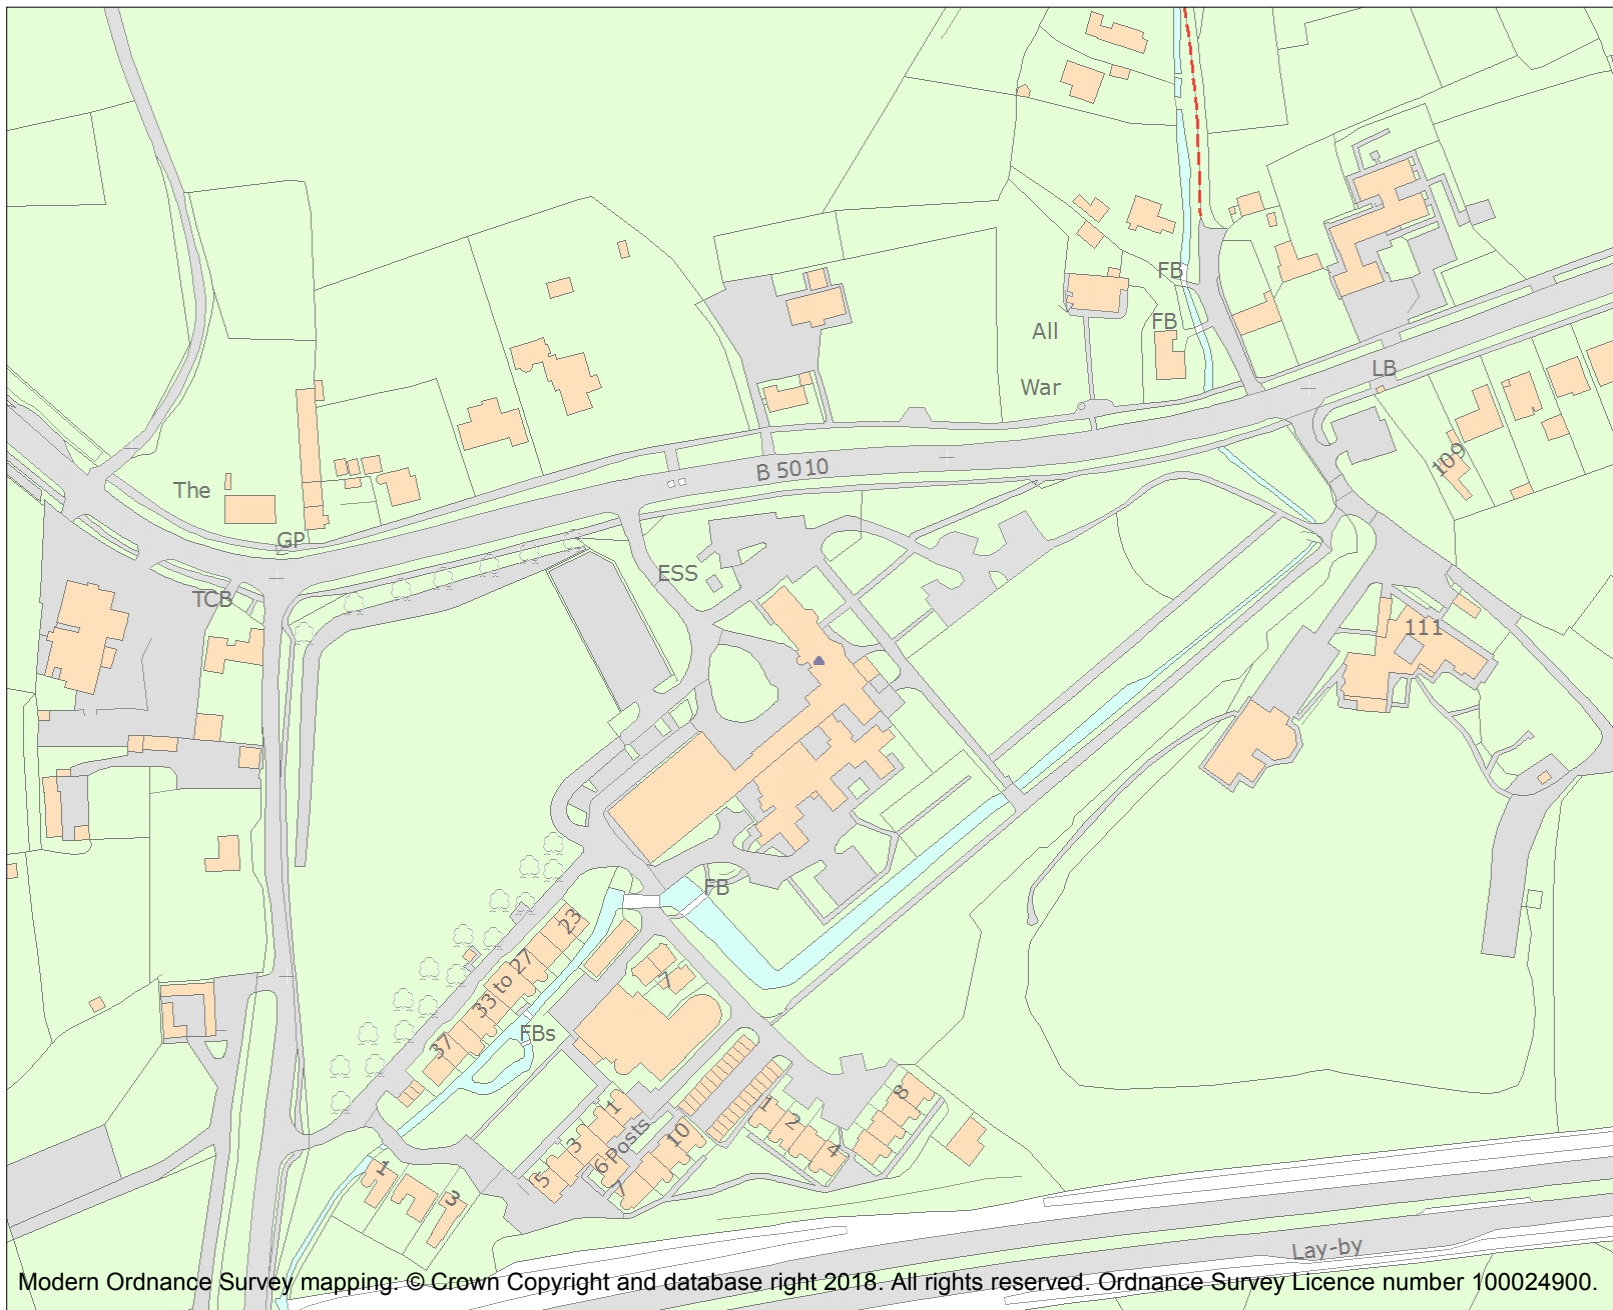 FB
FB
All
War
LB
B 5010
109
The
GP
TCB
ESS
111
FB
23
33 to 27
37
7
FBs
1
3
5
6 Posts
10
7
1
2
4
8
1
3
Lay-by
Modern Ordnance Survey mapping: © Crown Copyright and database right 2018. All rights reserved. Ordnance Survey Licence number 100024900.